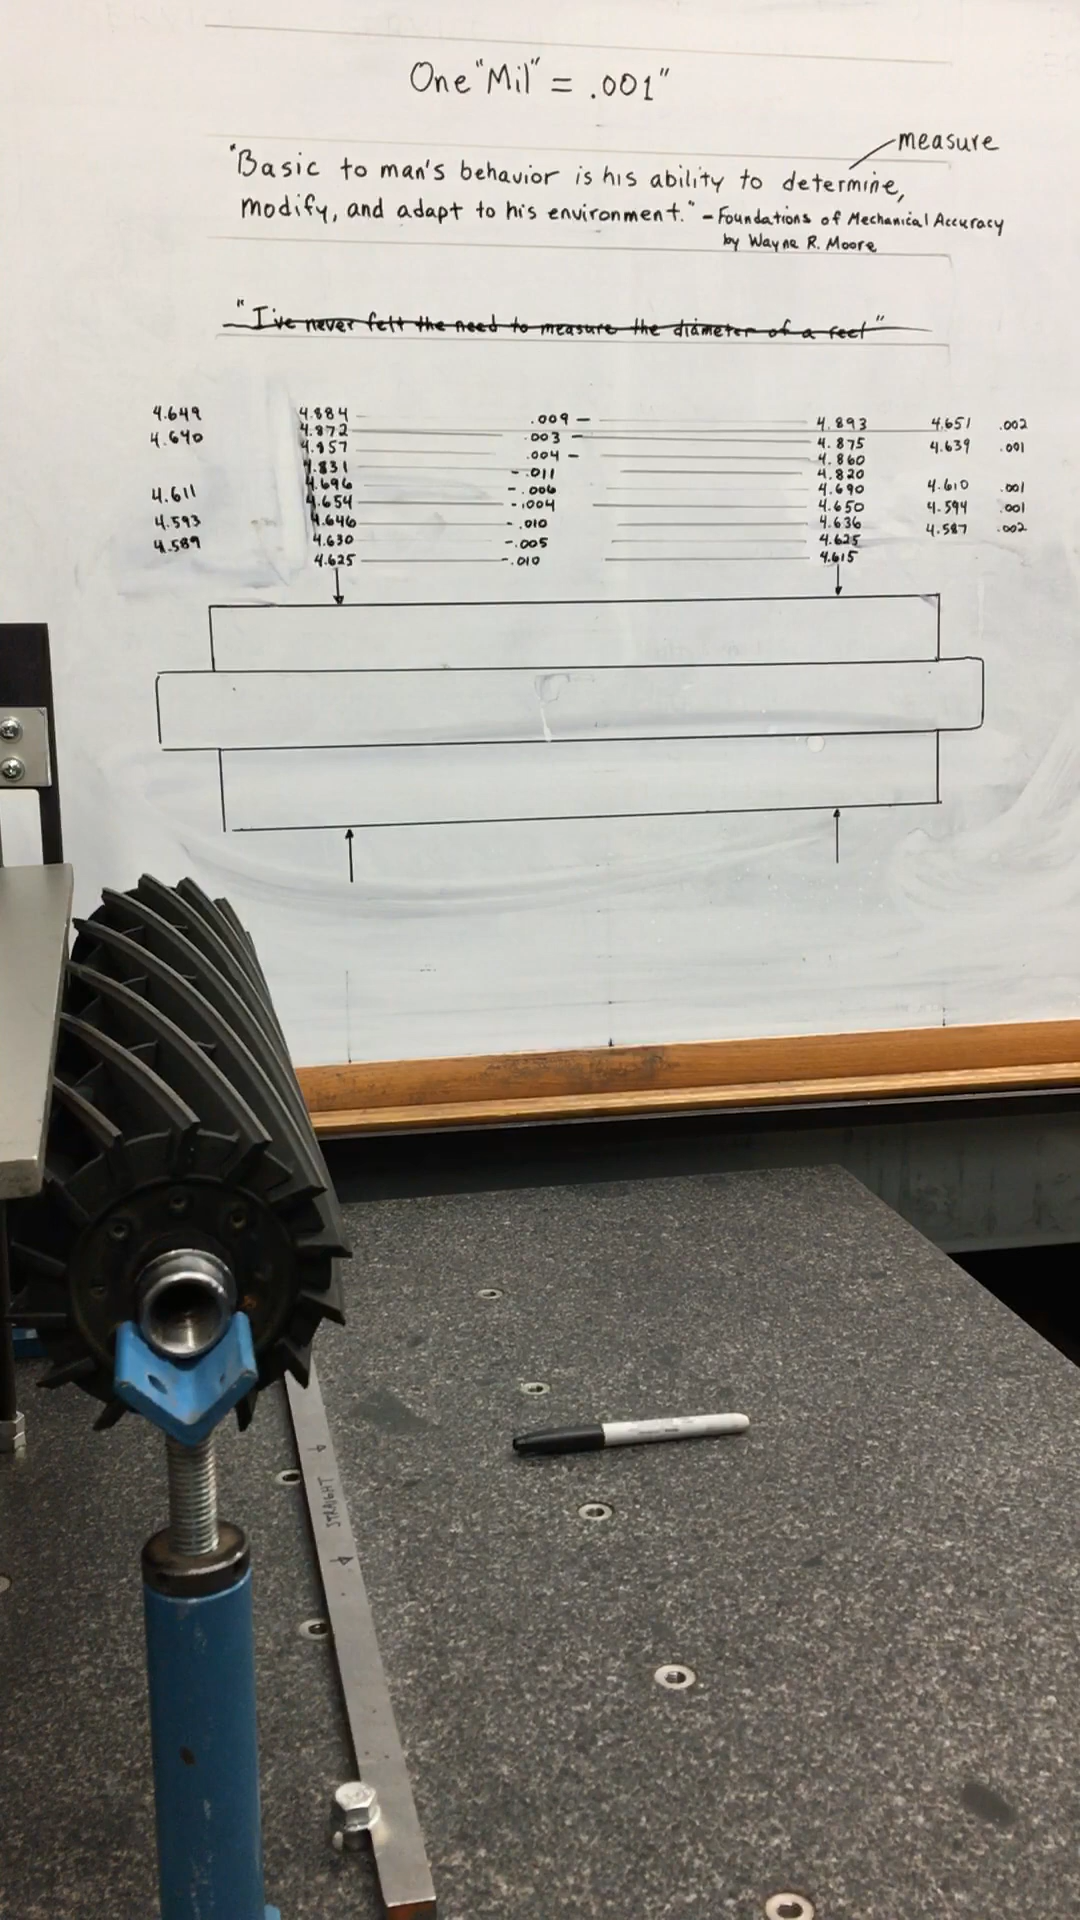 One "Mil" = .001"
measure
"Basic to man's behavior is his ability to determine,
modify, and adapt to his environment." - Foundations of Mechanical Accuracy
by Wayne R. Moore
"I've never felt the need to measure the diameter of a reel"
4.649 4.884 .009 - 4.893 4.651 .002
4.640 4.872 .003 - 4.875 4.639 .001
4.857 .004 - 4.860
4.831 -.011 4.820
4.611 4.696 -.006 4.690 4.610 .001
4.593 4.654 -.004 4.650 4.594 .001
4.589 4.646 -.010 4.636 4.587 .002
4.630 -.005 4.625
4.625 -.010 4.615
STRAIGHT